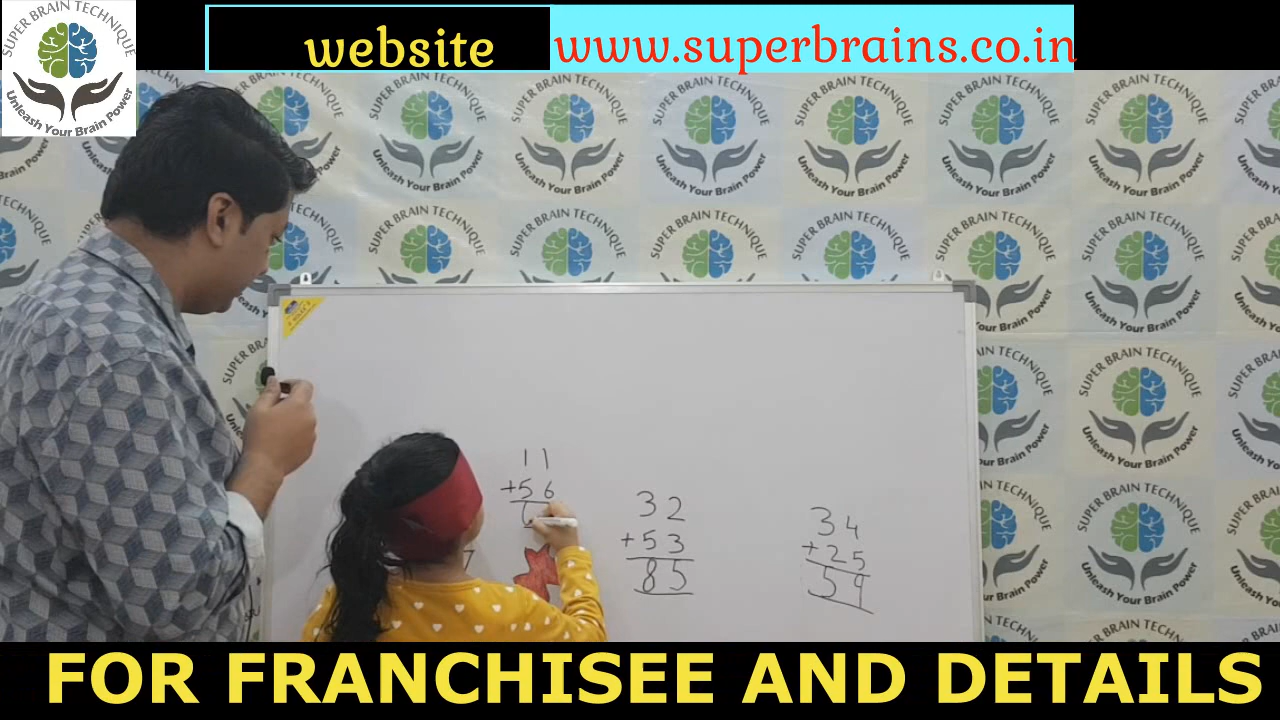 SUPER BRAIN TECHNIQUE
Unleash Your Brain Power
website
www.superbrains.co.in
11
+56
32
+53
85
34
+25
59
7
FOR FRANCHISEE AND DETAILS